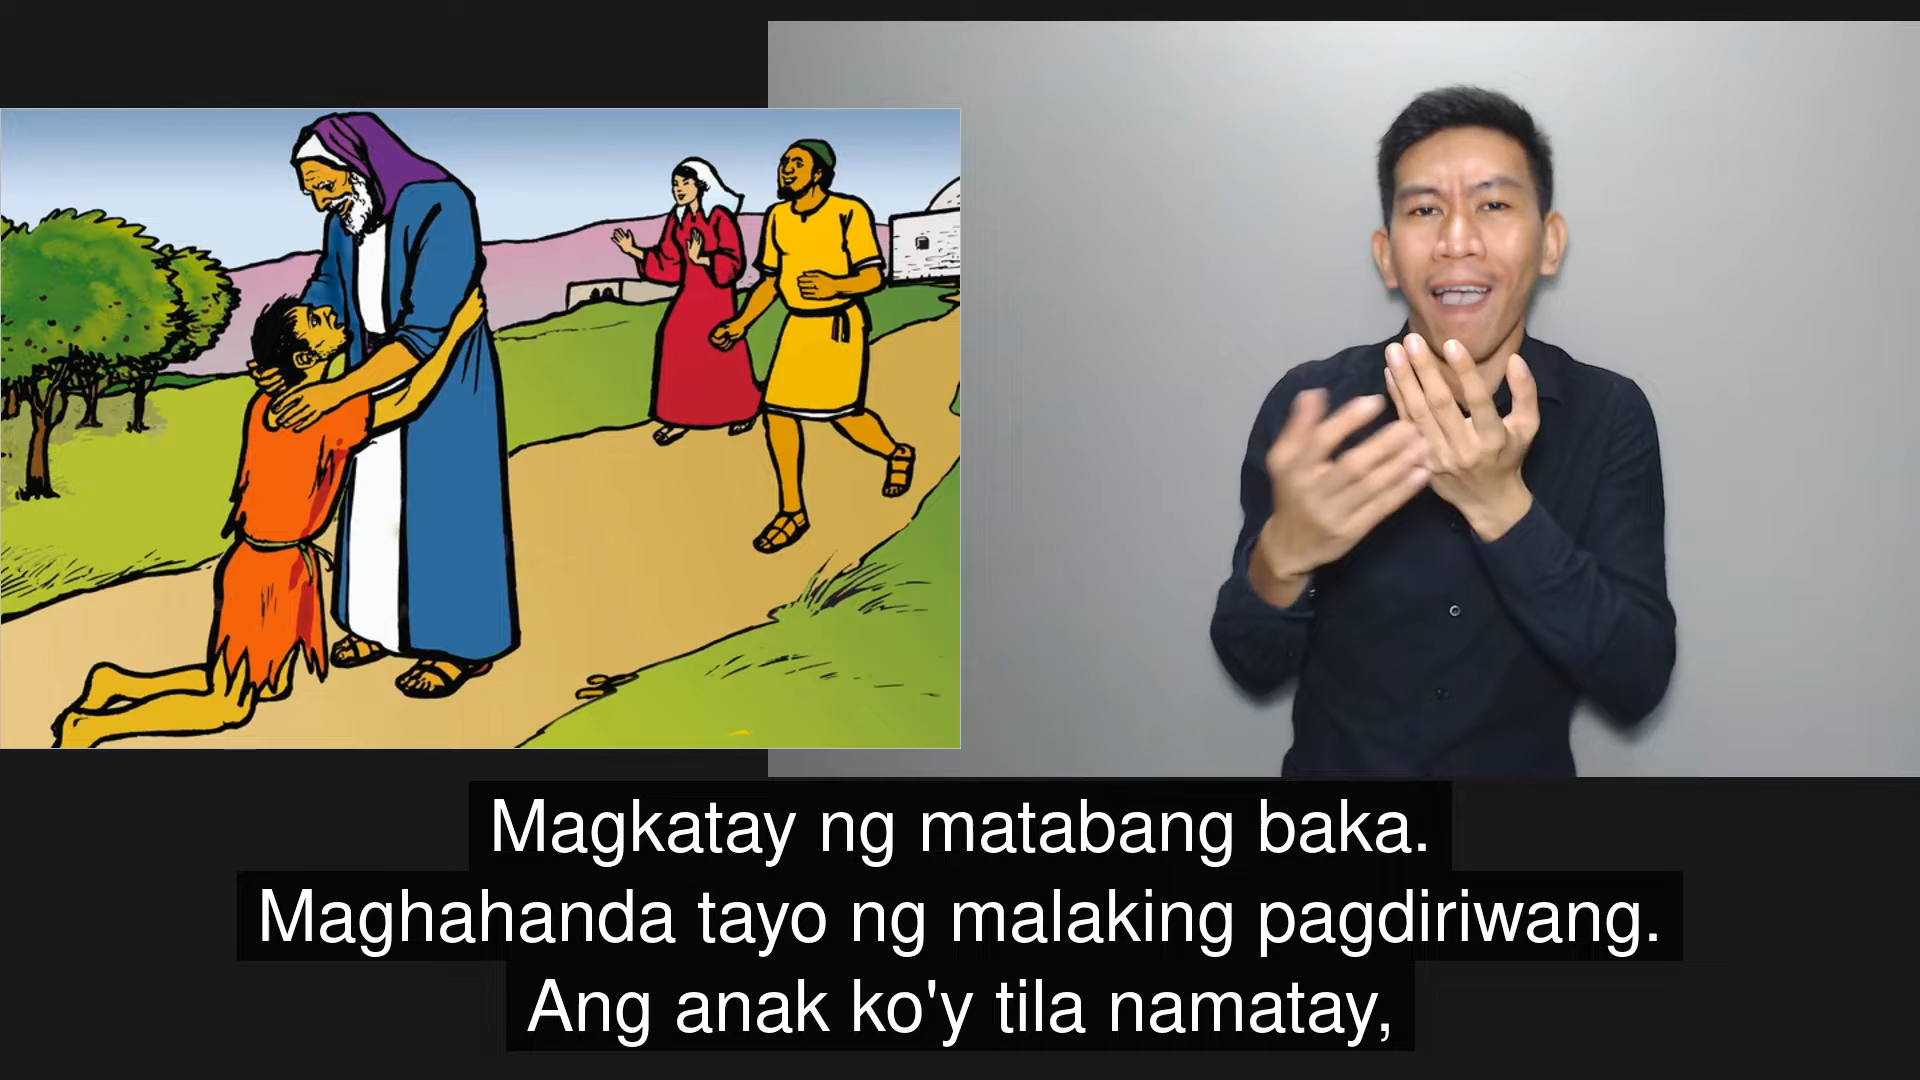 Magkatay ng matabang baka.
Maghahanda tayo ng malaking pagdiriwang.
Ang anak ko'y tila namatay,